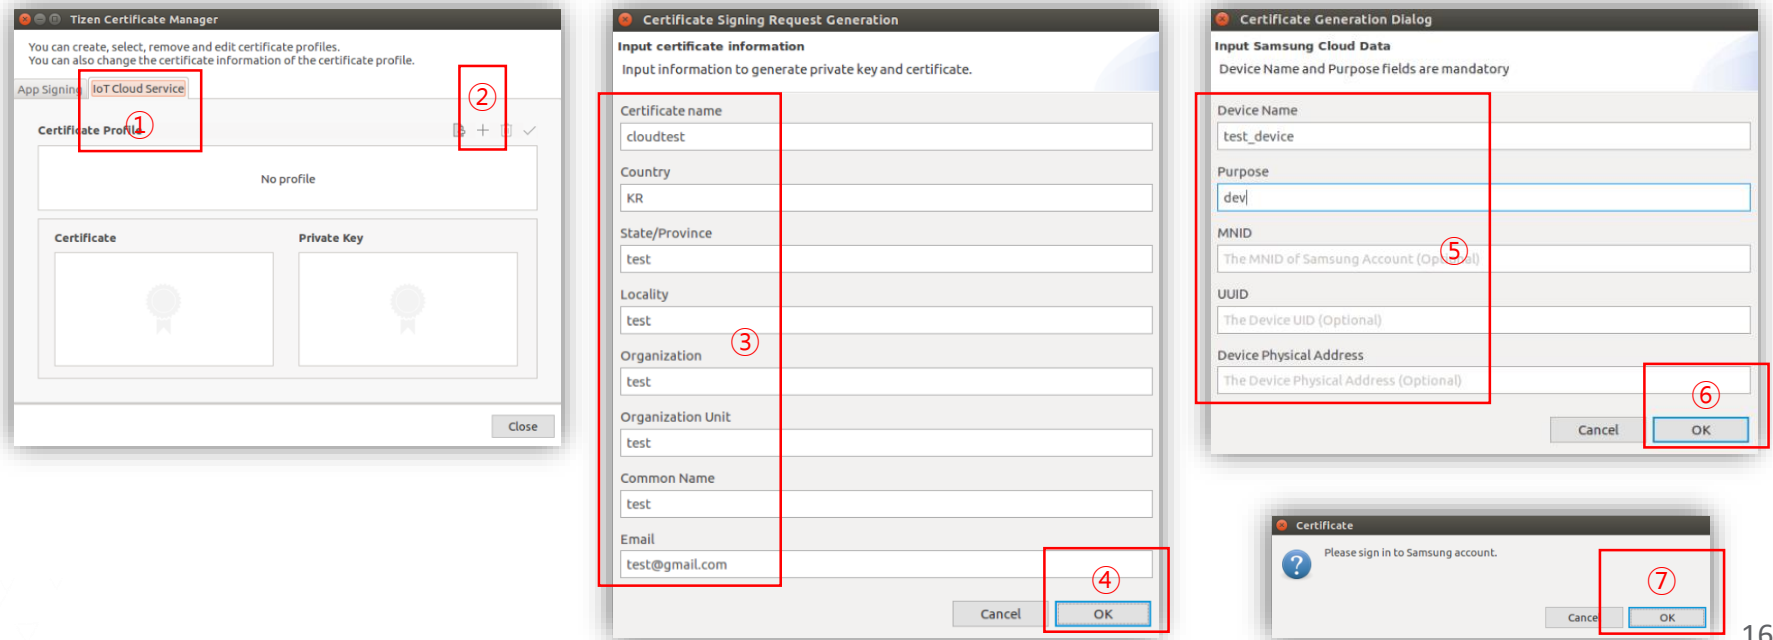 Tizen Certificate Manager
You can create, select, remove and edit certificate profiles.
You can also change the certificate information of the certificate profile.
App Signing
IoT Cloud Service
①
②
Certificate Profile
No profile
Certificate
Private Key
Close
Certificate Signing Request Generation
Input certificate information
Input information to generate private key and certificate.
Certificate name
cloudtest
Country
KR
State/Province
test
Locality
test
③
Organization
test
Organization Unit
test
Common Name
test
Email
test@gmail.com
④
Cancel
OK
Certificate Generation Dialog
Input Samsung Cloud Data
Device Name and Purpose fields are mandatory
Device Name
test_device
Purpose
dev
MNID
The MNID of Samsung Account (Optional)
⑤
UUID
The Device UID (Optional)
Device Physical Address
The Device Physical Address (Optional)
⑥
Cancel
OK
Certificate
Please sign in to Samsung account.
⑦
Cancel
OK
16